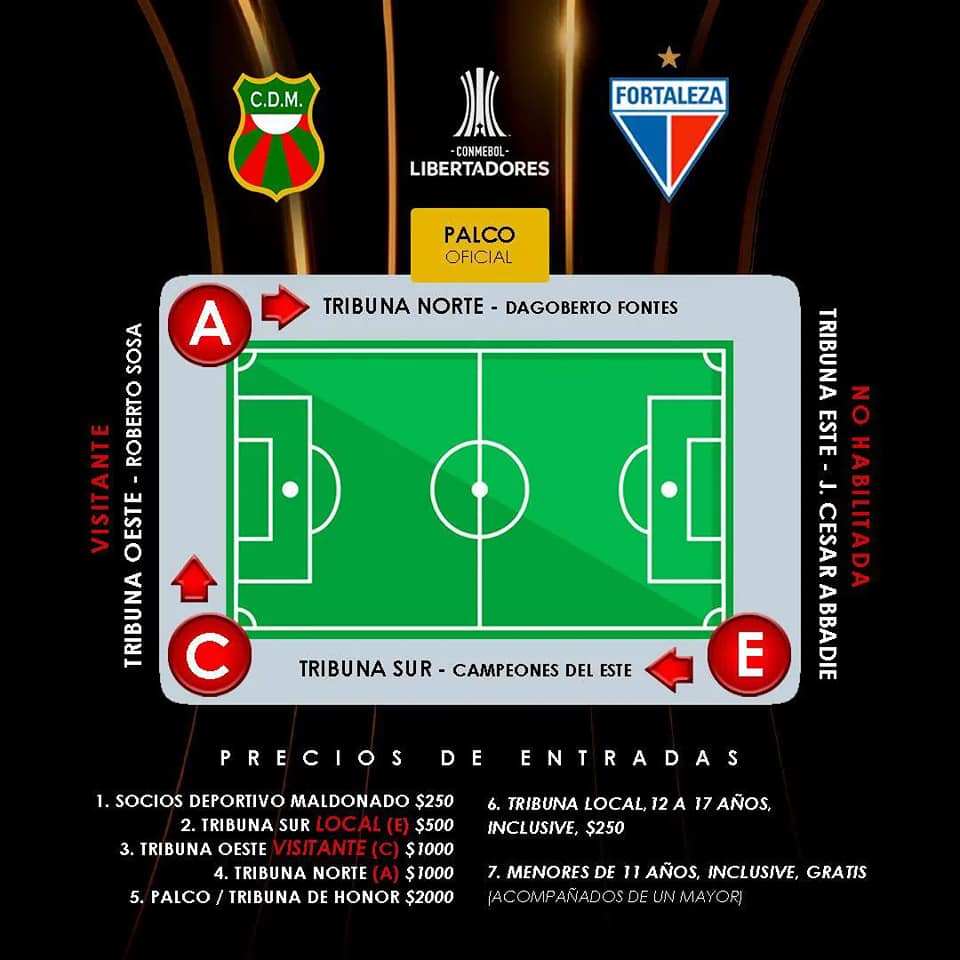 C.D.M.
-CONMEBOL-
LIBERTADORES
FORTALEZA
PALCO
OFICIAL
A
TRIBUNA NORTE - DAGOBERTO FONTES
VISITANTE
TRIBUNA OESTE - ROBERTO SOSA
TRIBUNA ESTE - J. CESAR ABBADIE
NO HABILITADA
C
TRIBUNA SUR - CAMPEONES DEL ESTE
E
PRECIOS DE ENTRADAS
1. SOCIOS DEPORTIVO MALDONADO $250
2. TRIBUNA SUR LOCAL (E) $500
3. TRIBUNA OESTE VISITANTE (C) $1000
4. TRIBUNA NORTE (A) $1000
5. PALCO / TRIBUNA DE HONOR $2000
6. TRIBUNA LOCAL, 12 A 17 AÑOS,
INCLUSIVE, $250
7. MENORES DE 11 AÑOS, INCLUSIVE, GRATIS
(ACOMPAÑADOS DE UN MAYOR)